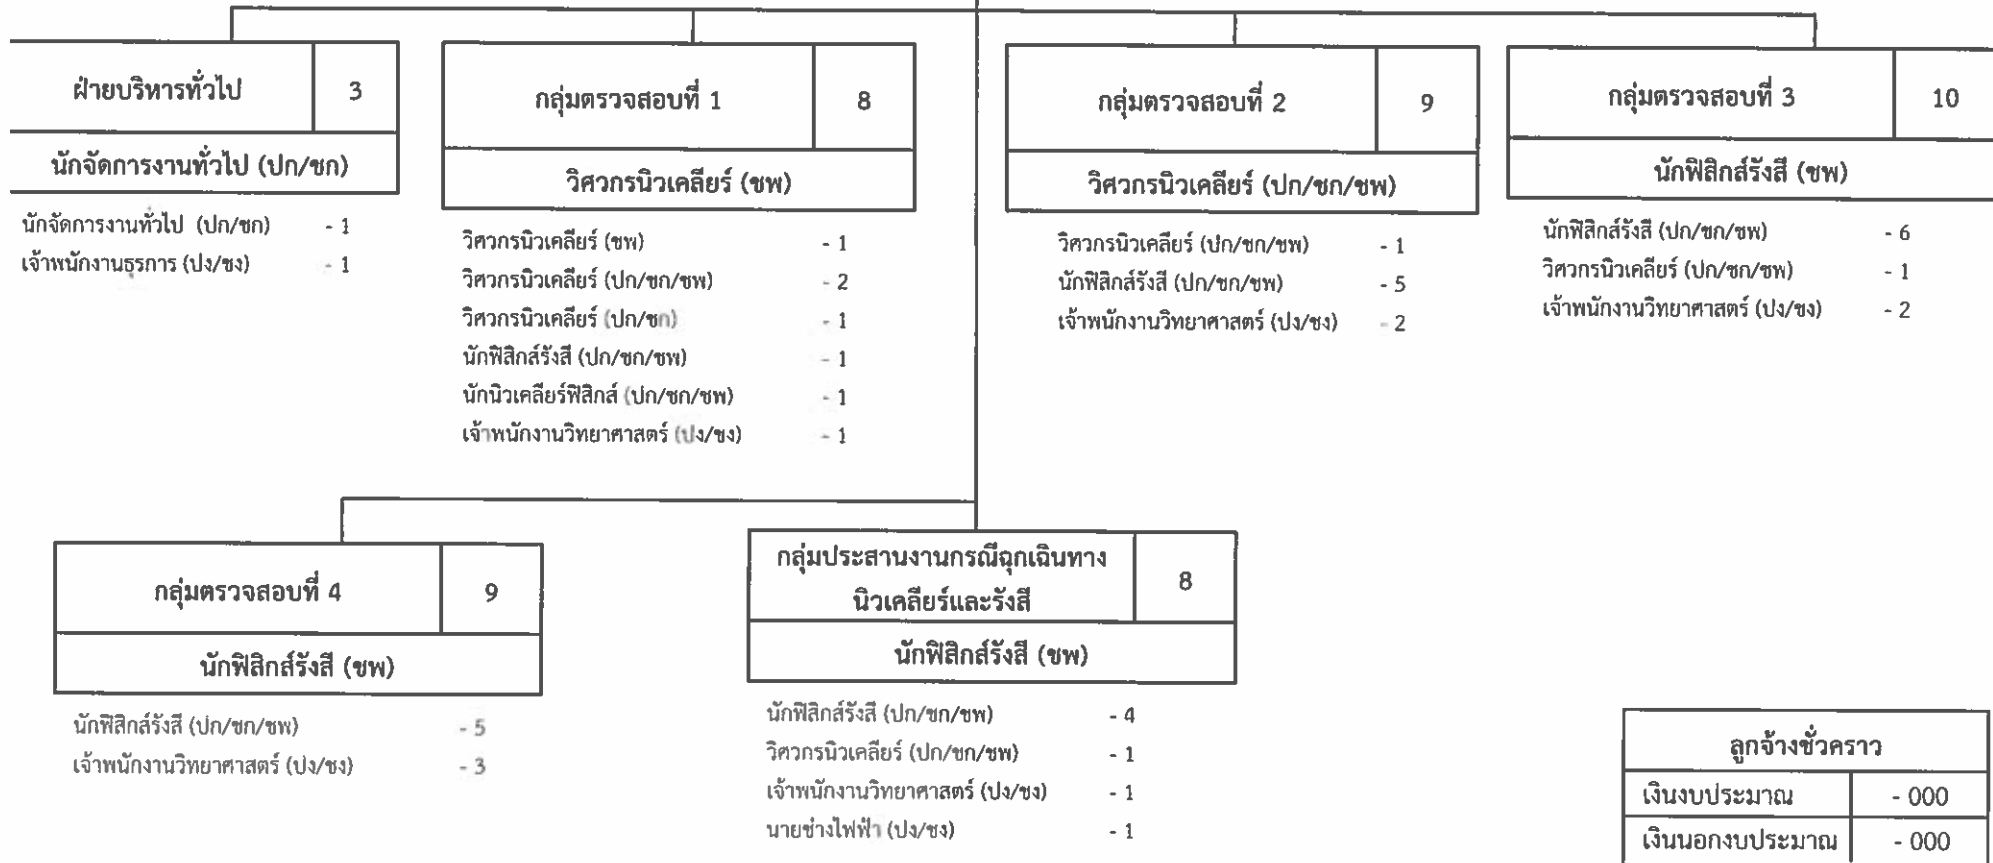 ฝ่ายบริหารทั่วไป 3
นักจัดการงานทั่วไป (ปก/ชก)
นักจัดการงานทั่วไป (ปก/ชก) - 1
เจ้าพนักงานธุรการ (ปง/ชง) - 1
กลุ่มตรวจสอบที่ 1 8
วิศวกรนิวเคลียร์ (ชพ)
วิศวกรนิวเคลียร์ (ชพ) - 1
วิศวกรนิวเคลียร์ (ปก/ชก/ชพ) - 2
วิศวกรนิวเคลียร์ (ปก/ชก) - 1
นักฟิสิกส์รังสี (ปก/ชก/ชพ) - 1
นักนิวเคลียร์ฟิสิกส์ (ปก/ชก/ชพ) - 1
เจ้าพนักงานวิทยาศาสตร์ (ปง/ชง) - 1
กลุ่มตรวจสอบที่ 2 9
วิศวกรนิวเคลียร์ (ปก/ชก/ชพ)
วิศวกรนิวเคลียร์ (ปก/ชก/ชพ) - 1
นักฟิสิกส์รังสี (ปก/ชก/ชพ) - 5
เจ้าพนักงานวิทยาศาสตร์ (ปง/ชง) - 2
กลุ่มตรวจสอบที่ 3 10
นักฟิสิกส์รังสี (ชพ)
นักฟิสิกส์รังสี (ปก/ชก/ชพ) - 6
วิศวกรนิวเคลียร์ (ปก/ชก/ชพ) - 1
เจ้าพนักงานวิทยาศาสตร์ (ปง/ชง) - 2
กลุ่มตรวจสอบที่ 4 9
นักฟิสิกส์รังสี (ชพ)
นักฟิสิกส์รังสี (ปก/ชก/ชพ) - 5
เจ้าพนักงานวิทยาศาสตร์ (ปง/ชง) - 3
กลุ่มประสานงานกรณีฉุกเฉินทาง
นิวเคลียร์และรังสี 8
นักฟิสิกส์รังสี (ชพ)
นักฟิสิกส์รังสี (ปก/ชก/ชพ) - 4
วิศวกรนิวเคลียร์ (ปก/ชก/ชพ) - 1
เจ้าพนักงานวิทยาศาสตร์ (ปง/ชง) - 1
นายช่างไฟฟ้า (ปง/ชง) - 1
ลูกจ้างชั่วคราว
เงินงบประมาณ - 000
เงินนอกงบประมาณ - 000